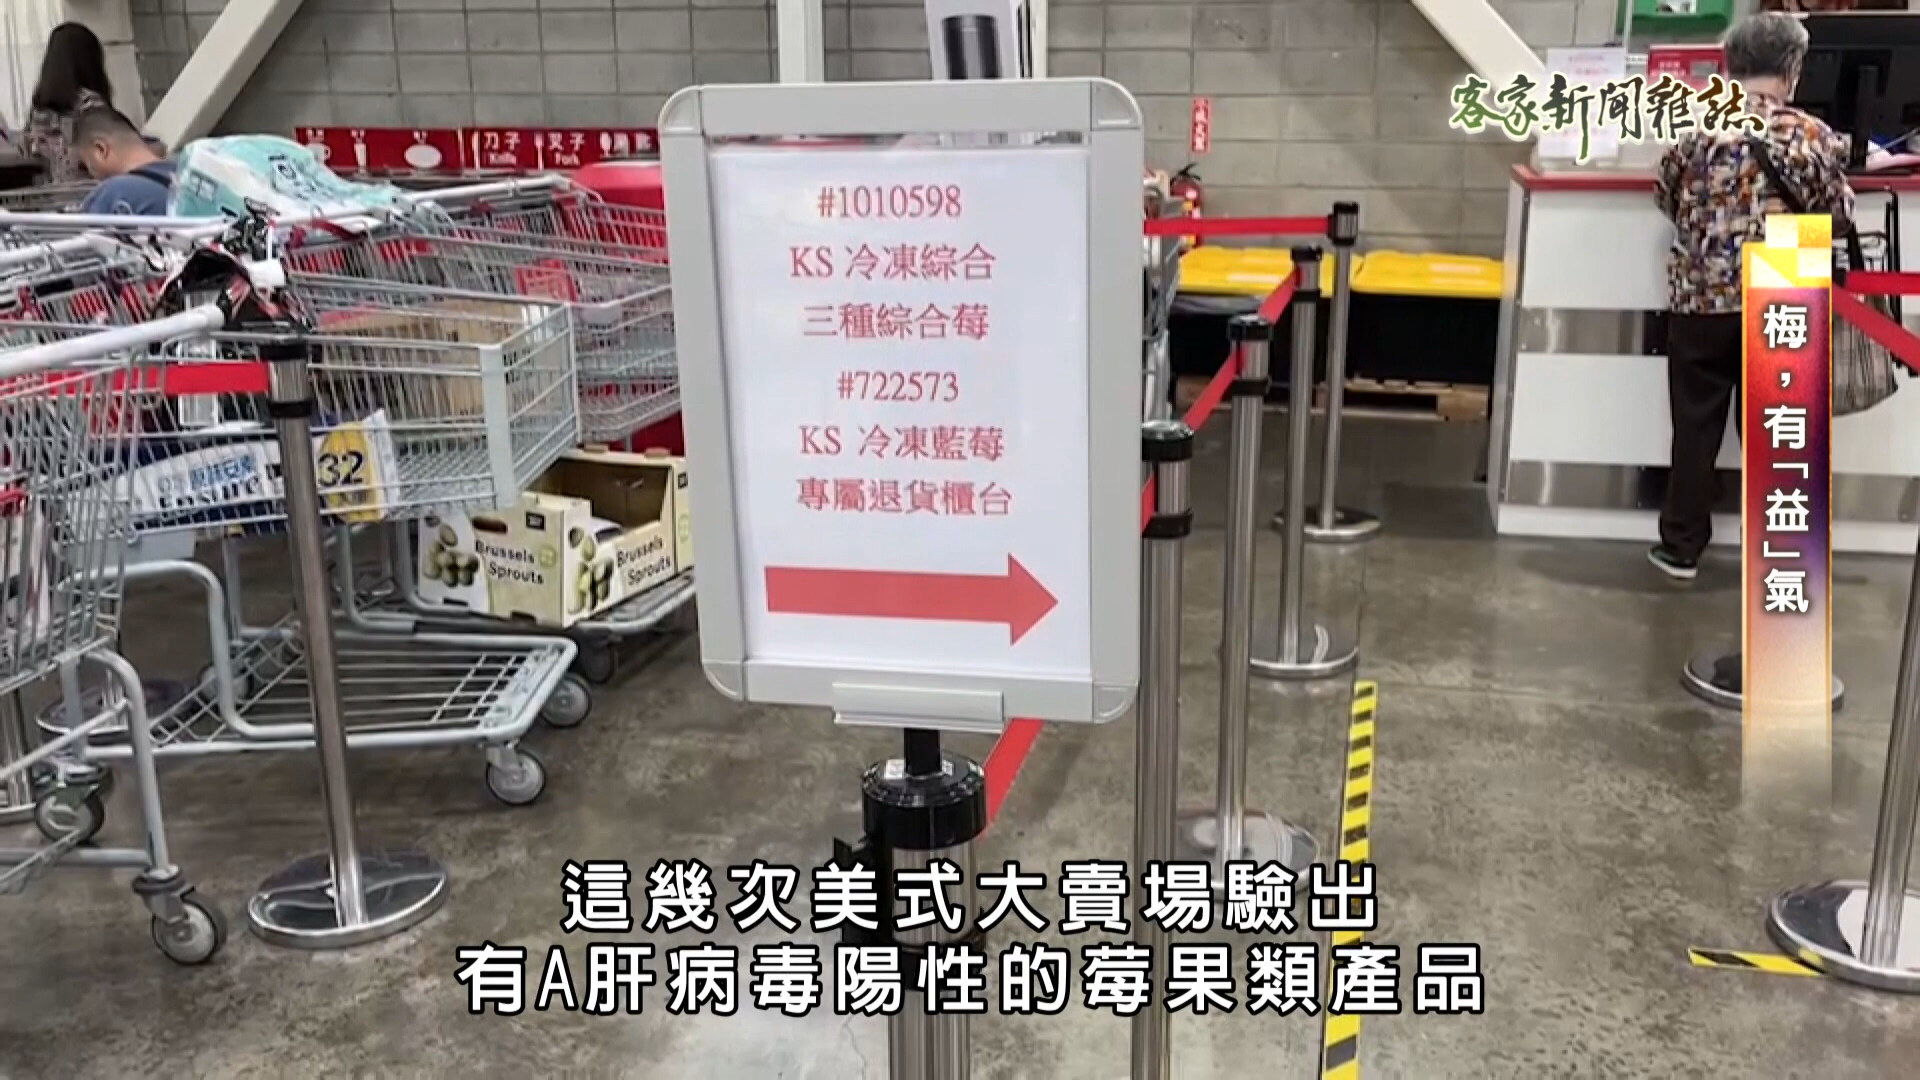 客家新聞雜誌
刀子
Knife
叉子
Fork
#1010598
KS 冷凍綜合
三種綜合莓
#722573
KS 冷凍藍莓
專屬退貨櫃台
梅，有「益」氣
32
Ensure
Brussels
Sprouts
Brussels
Sprouts
這幾次美式大賣場驗出
有A肝病毒陽性的莓果類產品